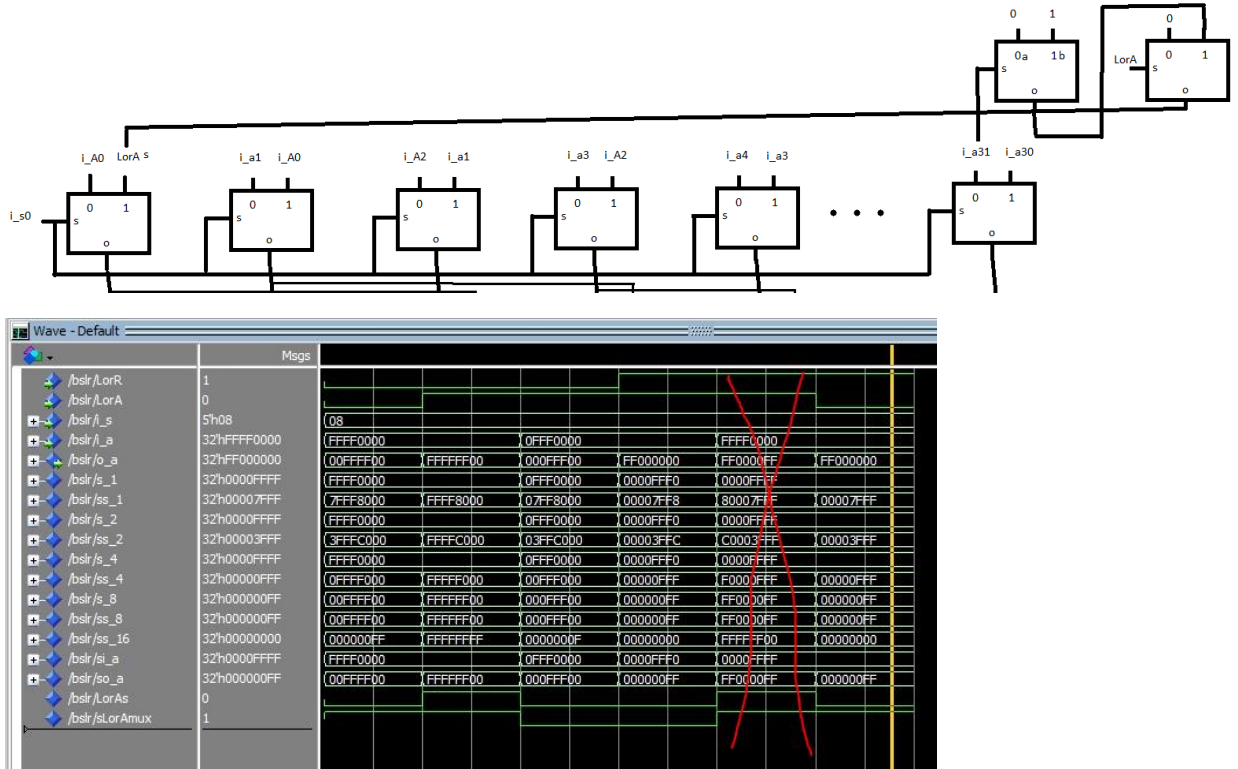 0 1 0
0a 1b 0 1
s LorA s
o o
i_A0 LorA s i_a1 i_A0 i_A2 i_a1 i_a3 i_A2 i_a4 i_a3 i_a31 i_a30
0 1 0 1 0 1 0 1 0 1 0 1
i_s0 s s s s s s
o o o o o o
Wave - Default
Msgs
/bslr/LorR 1
/bslr/LorA 0
/bslr/i_s 5'h08 08
/bslr/i_a 32'hFFFF0000 FFFF0000 0FFF0000 FFFF0000
/bslr/o_a 32'hFF000000 00FFFF00 FFFFFF00 000FFF00 FF000000 FF0000FF FF000000
/bslr/s_1 32'h0000FFFF FFFF0000 0FFF0000 0000FFF0 0000FFFF
/bslr/ss_1 32'h00007FFF 7FFF8000 FFFF8000 07FF8000 00007FF8 80007FFF 00007FFF
/bslr/s_2 32'h0000FFFF FFFF0000 0FFF0000 0000FFF0 0000FFFF
/bslr/ss_2 32'h00003FFF 3FFFC000 FFFFC000 03FFC000 00003FFC C0003FFF 00003FFF
/bslr/s_4 32'h0000FFFF FFFF0000 0FFF0000 0000FFF0 0000FFFF
/bslr/ss_4 32'h00000FFF 0FFFF000 FFFFF000 00FFF000 00000FFF F0000FFF 00000FFF
/bslr/s_8 32'h000000FF 00FFFF00 FFFFFF00 000FFF00 000000FF FF0000FF 000000FF
/bslr/ss_8 32'h000000FF 00FFFF00 FFFFFF00 000FFF00 000000FF FF0000FF 000000FF
/bslr/ss_16 32'h00000000 000000FF FFFFFFFF 0000000F 00000000 FFFFFF00 00000000
/bslr/si_a 32'h0000FFFF FFFF0000 0FFF0000 0000FFF0 0000FFFF
/bslr/so_a 32'h000000FF 00FFFF00 FFFFFF00 000FFF00 000000FF FF0000FF 000000FF
/bslr/LorAs 0
/bslr/sLorAmux 1